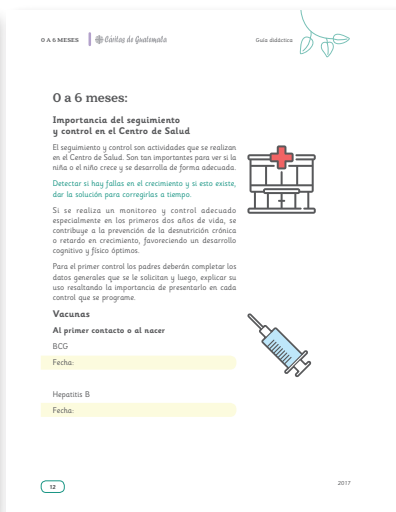 0 A 6 MESES
Cáritas de Guatemala
Guía didáctica
0 a 6 meses:
Importancia del seguimiento
y control en el Centro de Salud
El seguimiento y control son actividades que se realizan
en el Centro de Salud. Son tan importantes para ver si la
niña o el niño crece y se desarrolla de forma adecuada.
Detectar si hay fallas en el crecimiento y si esto existe,
dar la solución para corregirlas a tiempo.
Si se realiza un monitoreo y control adecuado
especialmente en los primeros dos años de vida, se
contribuye a la prevención de la desnutrición crónica
o retardo en crecimiento, favoreciendo un desarrollo
cognitivo y físico óptimos.
Para el primer control los padres deberán completar los
datos generales que se le solicitan y luego, explicar su
uso resaltando la importancia de presentarlo en cada
control que se programe.
Vacunas
Al primer contacto o al nacer
BCG
Fecha:
Hepatitis B
Fecha:
12
2017